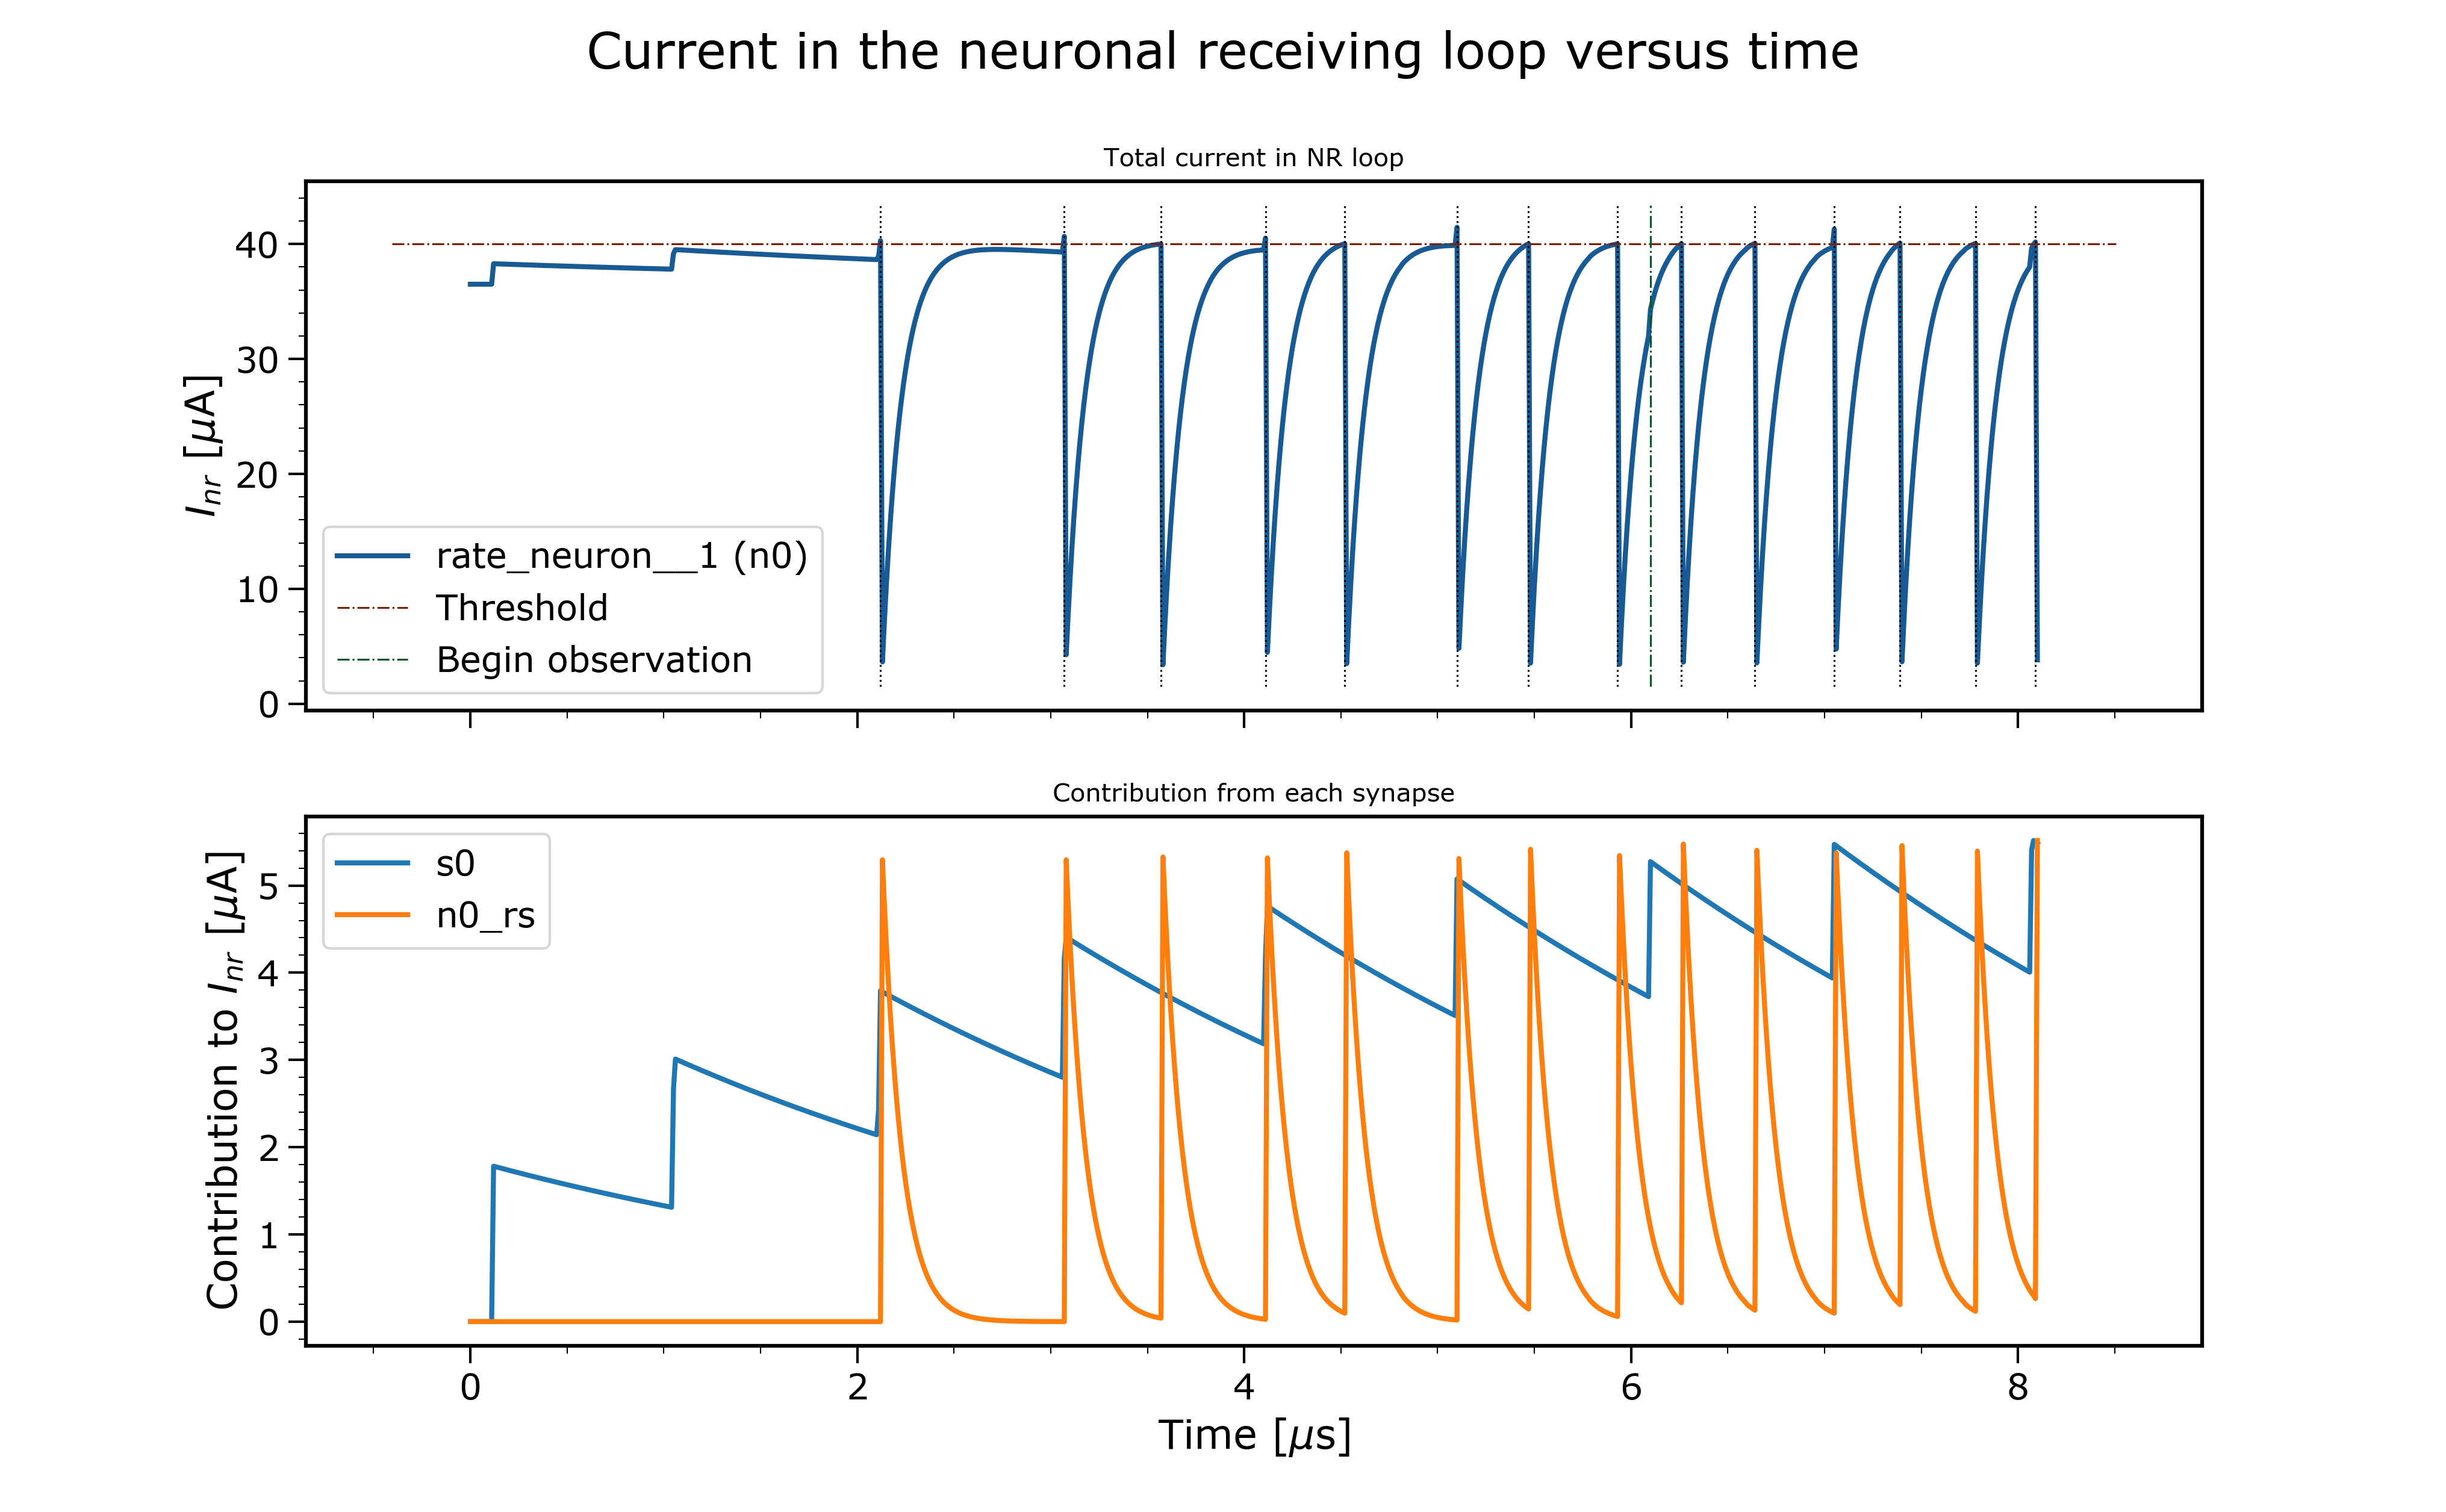 Current in the neuronal receiving loop versus time
Total current in NR loop
I_nr [μA]
40
30
20
10
0
rate_neuron__1 (n0)
Threshold
Begin observation
Contribution from each synapse
Contribution to I_nr [μA]
5
4
3
2
1
0
s0
n0_rs
0 2 4 6 8
Time [μs]